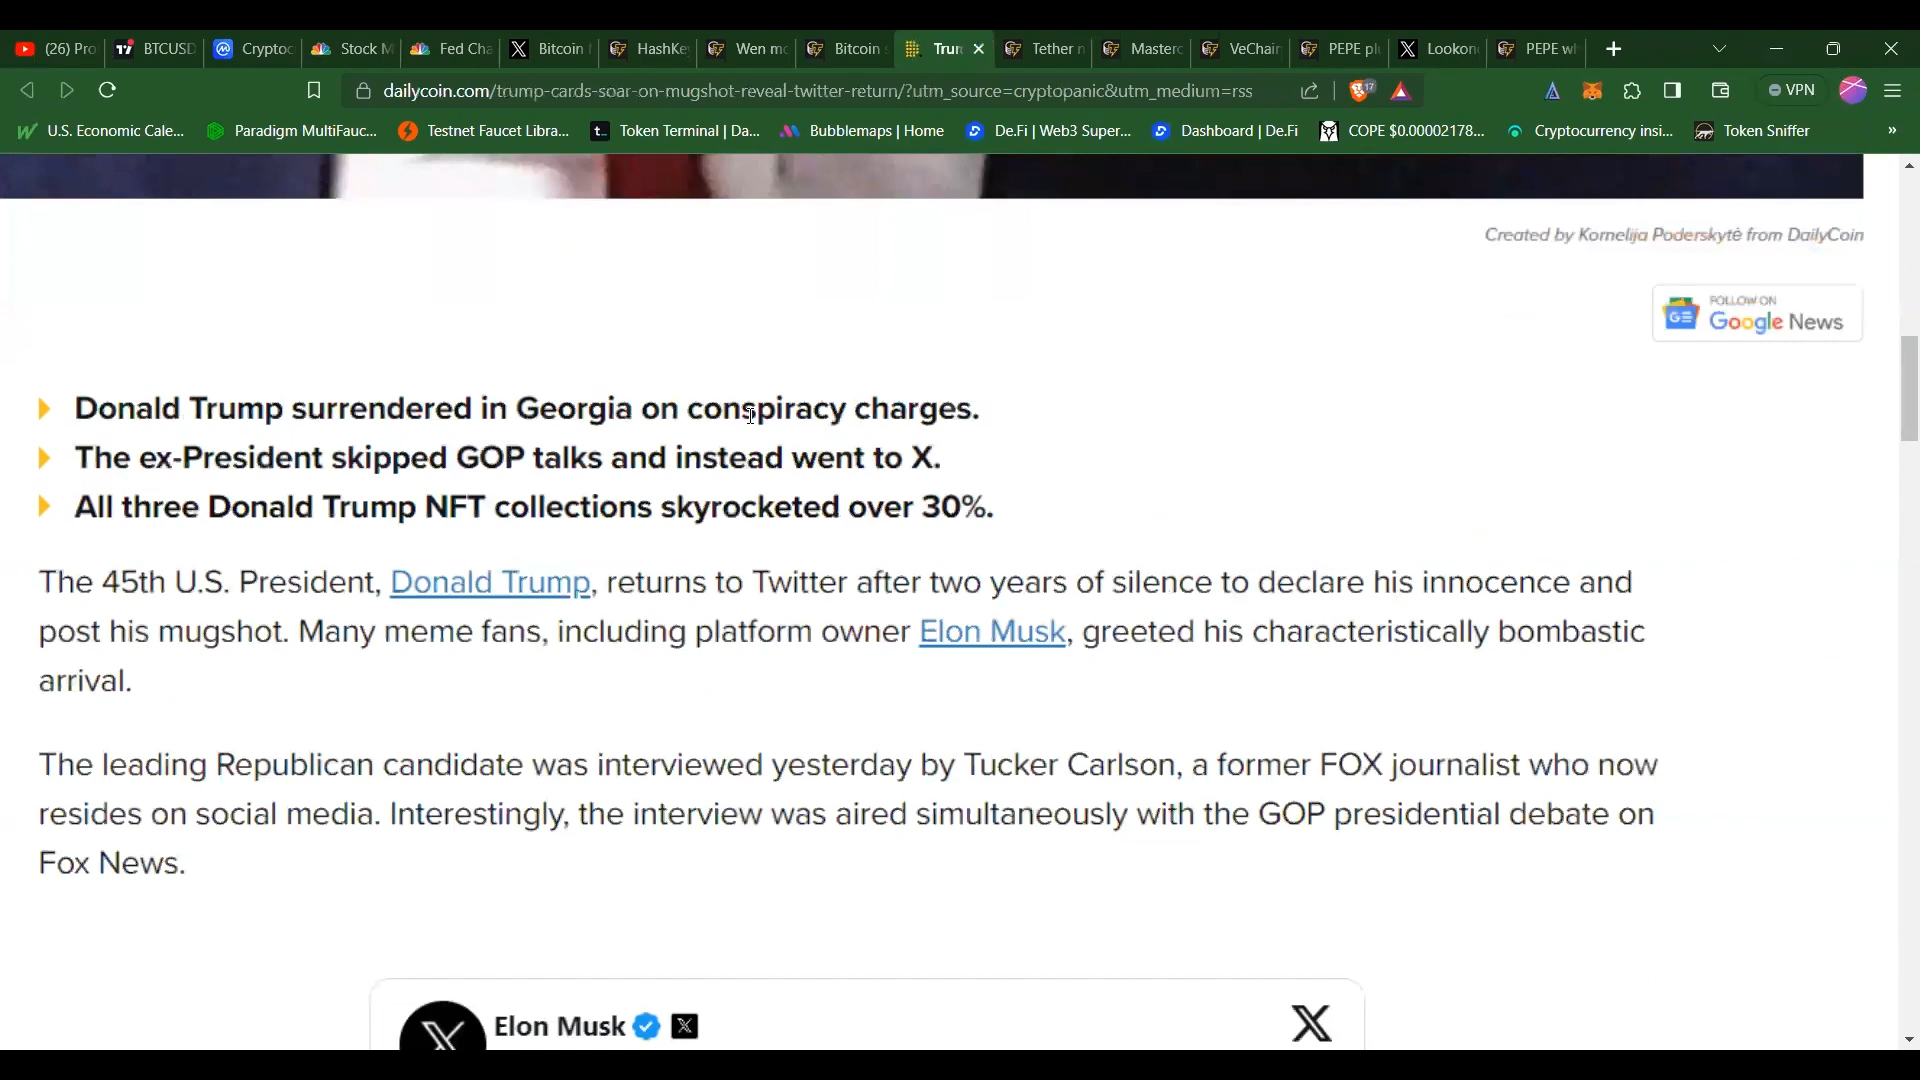 (26) Pro
BTCUSD
Cryptoc
Stock M
Fed Cha
Bitcoin
HashKey
Wen mo
Bitcoin s
Trum
Tether n
Masterc
VeChain
PEPE pl
Lookon
PEPE wh
dailycoin.com/trump-cards-soar-on-mugshot-reveal-twitter-return/?utm_source=cryptopanic&utm_medium=rss
17
VPN
U.S. Economic Cale...
Paradigm MultiFauc...
Testnet Faucet Libra...
Token Terminal | Da...
Bubblemaps | Home
De.Fi | Web3 Super...
Dashboard | De.Fi
COPE $0.00002178...
Cryptocurrency insi...
Token Sniffer
»
Created by Kornelija Poderskytė from DailyCoin
FOLLOW ON
Google News
Donald Trump surrendered in Georgia on conspiracy charges.
The ex-President skipped GOP talks and instead went to X.
All three Donald Trump NFT collections skyrocketed over 30%.
The 45th U.S. President, Donald Trump, returns to Twitter after two years of silence to declare his innocence and
post his mugshot. Many meme fans, including platform owner Elon Musk, greeted his characteristically bombastic
arrival.
The leading Republican candidate was interviewed yesterday by Tucker Carlson, a former FOX journalist who now
resides on social media. Interestingly, the interview was aired simultaneously with the GOP presidential debate on
Fox News.
Elon Musk